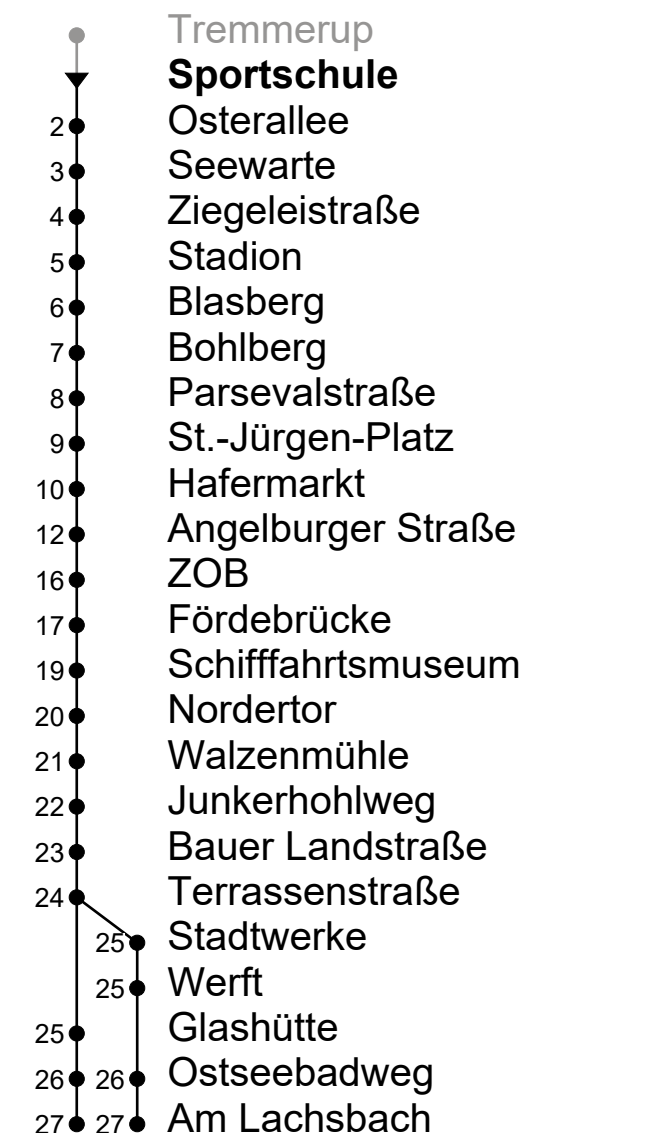 Tremmerup
Sportschule
2 Osterallee
3 Seewarte
4 Ziegeleistraße
5 Stadion
6 Blasberg
7 Bohlberg
8 Parsevalstraße
9 St.-Jürgen-Platz
10 Hafermarkt
12 Angelburger Straße
16 ZOB
17 Fördebrücke
19 Schifffahrtsmuseum
20 Nordertor
21 Walzenmühle
22 Junkerhohlweg
23 Bauer Landstraße
24 Terrassenstraße
25 Stadtwerke
25 Werft
25 Glashütte
26 26 Ostseebadweg
27 27 Am Lachsbach